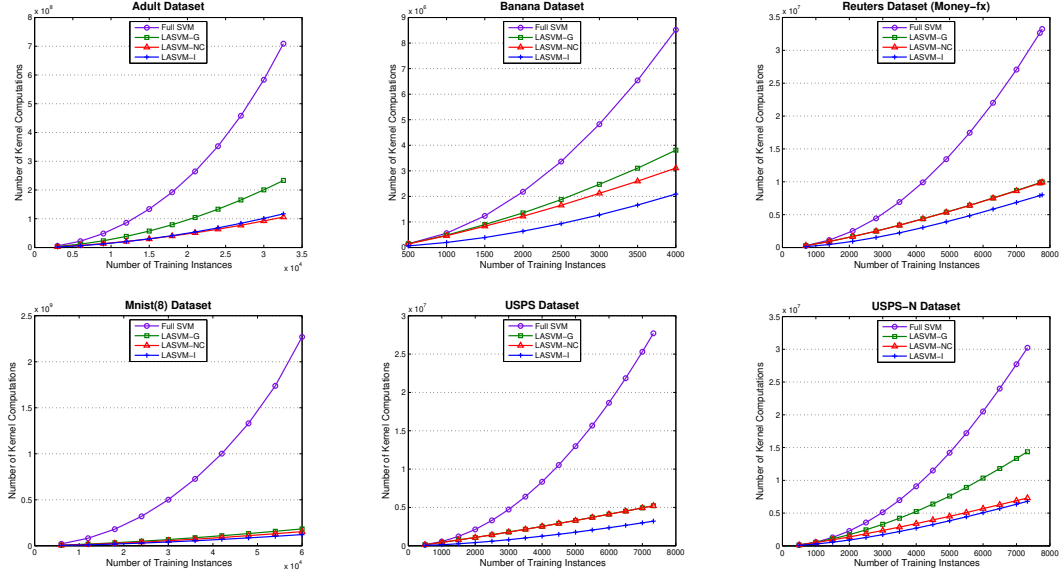 Adult Dataset
x 10^8
8
7
6
5
4
3
2
1
0
0 0.5 1 1.5 2 2.5 3 3.5
x 10^4
Number of Kernel Computations
Number of Training Instances
Full SVM
LASVM-G
LASVM-NC
LASVM-I
Banana Dataset
x 10^6
9
8
7
6
5
4
3
2
1
0
500 1000 1500 2000 2500 3000 3500 4000
Number of Kernel Computations
Number of Training Instances
Full SVM
LASVM-G
LASVM-NC
LASVM-I
Reuters Dataset (Money-fx)
x 10^7
3.5
3
2.5
2
1.5
1
0.5
0
0 1000 2000 3000 4000 5000 6000 7000 8000
Number of Kernel Computations
Number of Training Instances
Full SVM
LASVM-G
LASVM-NC
LASVM-I
Mnist(8) Dataset
x 10^9
2.5
2
1.5
1
0.5
0
0 1 2 3 4 5 6
x 10^4
Number of Kernel Computations
Number of Training Instances
Full SVM
LASVM-G
LASVM-NC
LASVM-I
USPS Dataset
x 10^7
3
2.5
2
1.5
1
0.5
0
0 1000 2000 3000 4000 5000 6000 7000 8000
Number of Kernel Computations
Number of Training Instances
Full SVM
LASVM-G
LASVM-NC
LASVM-I
USPS-N Dataset
x 10^7
3.5
3
2.5
2
1.5
1
0.5
0
0 1000 2000 3000 4000 5000 6000 7000 8000
Number of Kernel Computations
Number of Training Instances
Full SVM
LASVM-G
LASVM-NC
LASVM-I